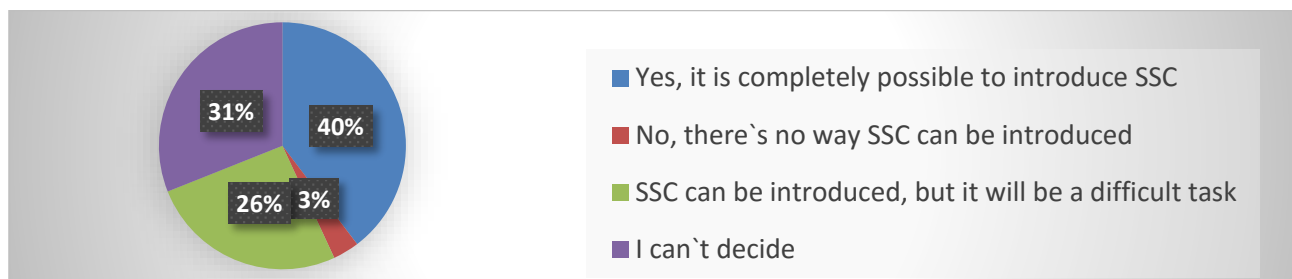 31%
40%
26%
3%
Yes, it is completely possible to introduce SSC
No, there`s no way SSC can be introduced
SSC can be introduced, but it will be a difficult task
I can`t decide